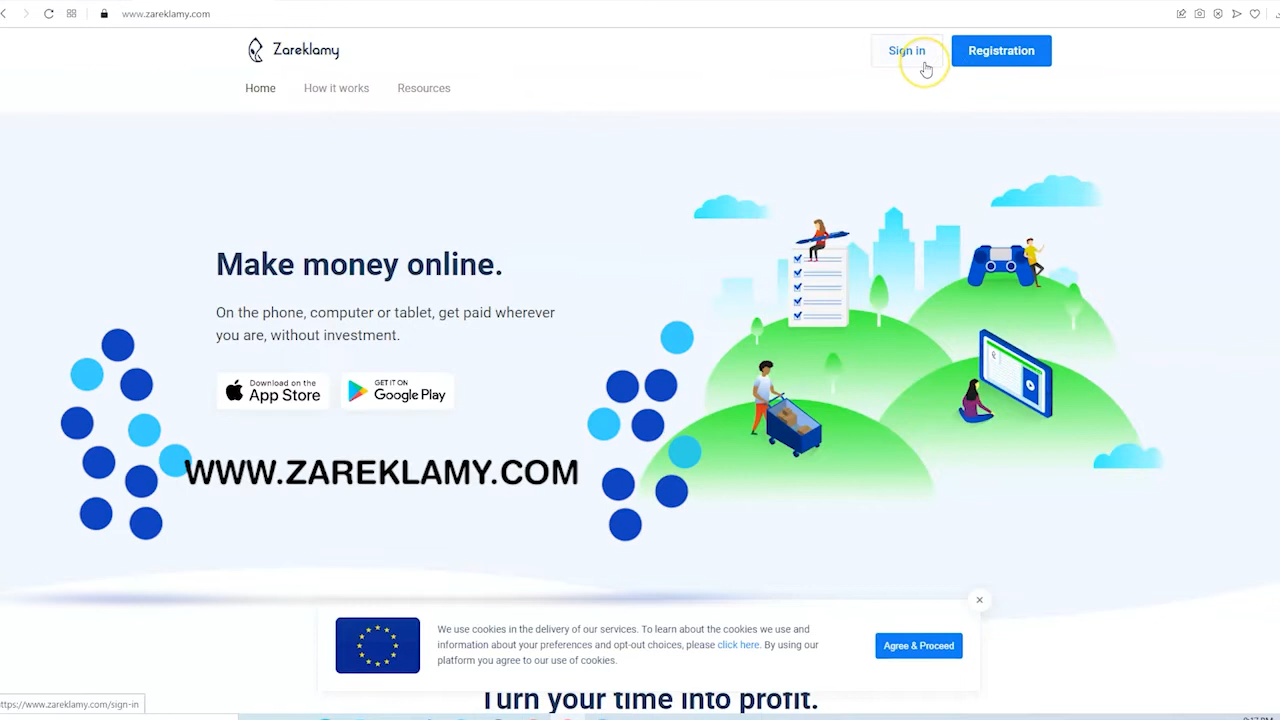 www.zareklamy.com
Zareklamy
Sign in
Registration
Home
How it works
Resources
Make money online.
On the phone, computer or tablet, get paid wherever
you are, without investment.
Download on the
App Store
GET IT ON
Google Play
WWW.ZAREKLAMY.COM
We use cookies in the delivery of our services. To learn about the cookies we use and
information about your preferences and opt-out choices, please click here. By using our
platform you agree to our use of cookies.
Agree & Proceed
Turn your time into profit.
ttps://www.zareklamy.com/sign-in